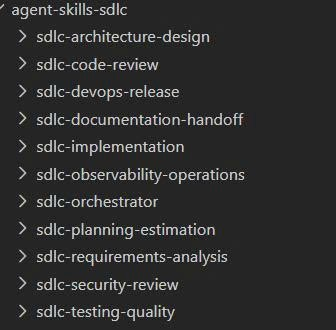 agent-skills-sdlc
sdlc-architecture-design
sdlc-code-review
sdlc-devops-release
sdlc-documentation-handoff
sdlc-implementation
sdlc-observability-operations
sdlc-orchestrator
sdlc-planning-estimation
sdlc-requirements-analysis
sdlc-security-review
sdlc-testing-quality